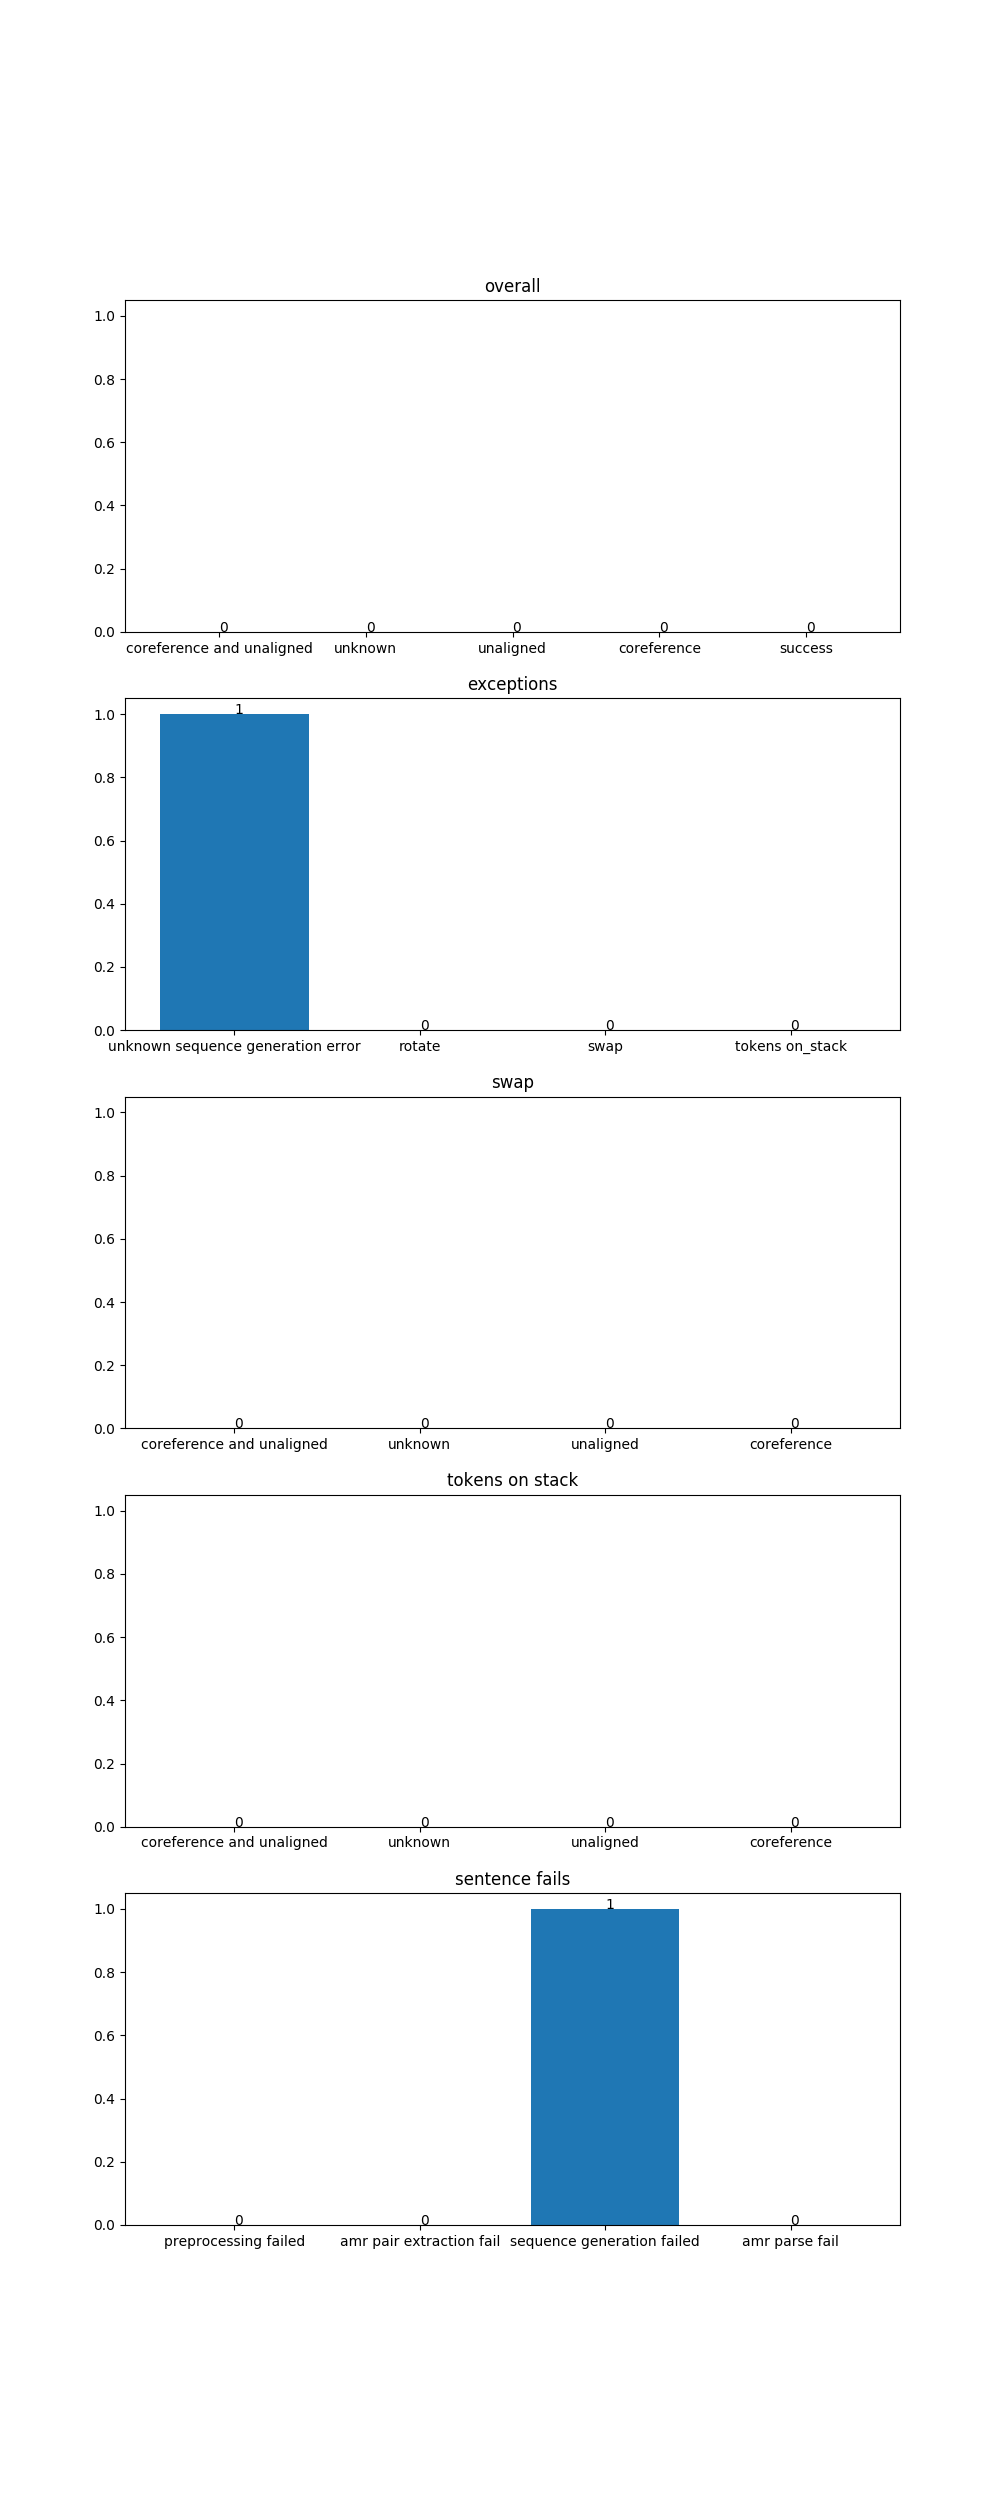 overall
1.0
0.8
0.6
0.4
0.2
0.0
0 0 0 0 0
coreference and unaligned unknown unaligned coreference success
exceptions
1.0
0.8
0.6
0.4
0.2
0.0
1 0 0 0
unknown sequence generation error rotate swap tokens on_stack
swap
1.0
0.8
0.6
0.4
0.2
0.0
0 0 0 0
coreference and unaligned unknown unaligned coreference
tokens on stack
1.0
0.8
0.6
0.4
0.2
0.0
0 0 0 0
coreference and unaligned unknown unaligned coreference
sentence fails
1.0
0.8
0.6
0.4
0.2
0.0
0 0 1 0
preprocessing failed amr pair extraction fail sequence generation failed amr parse fail